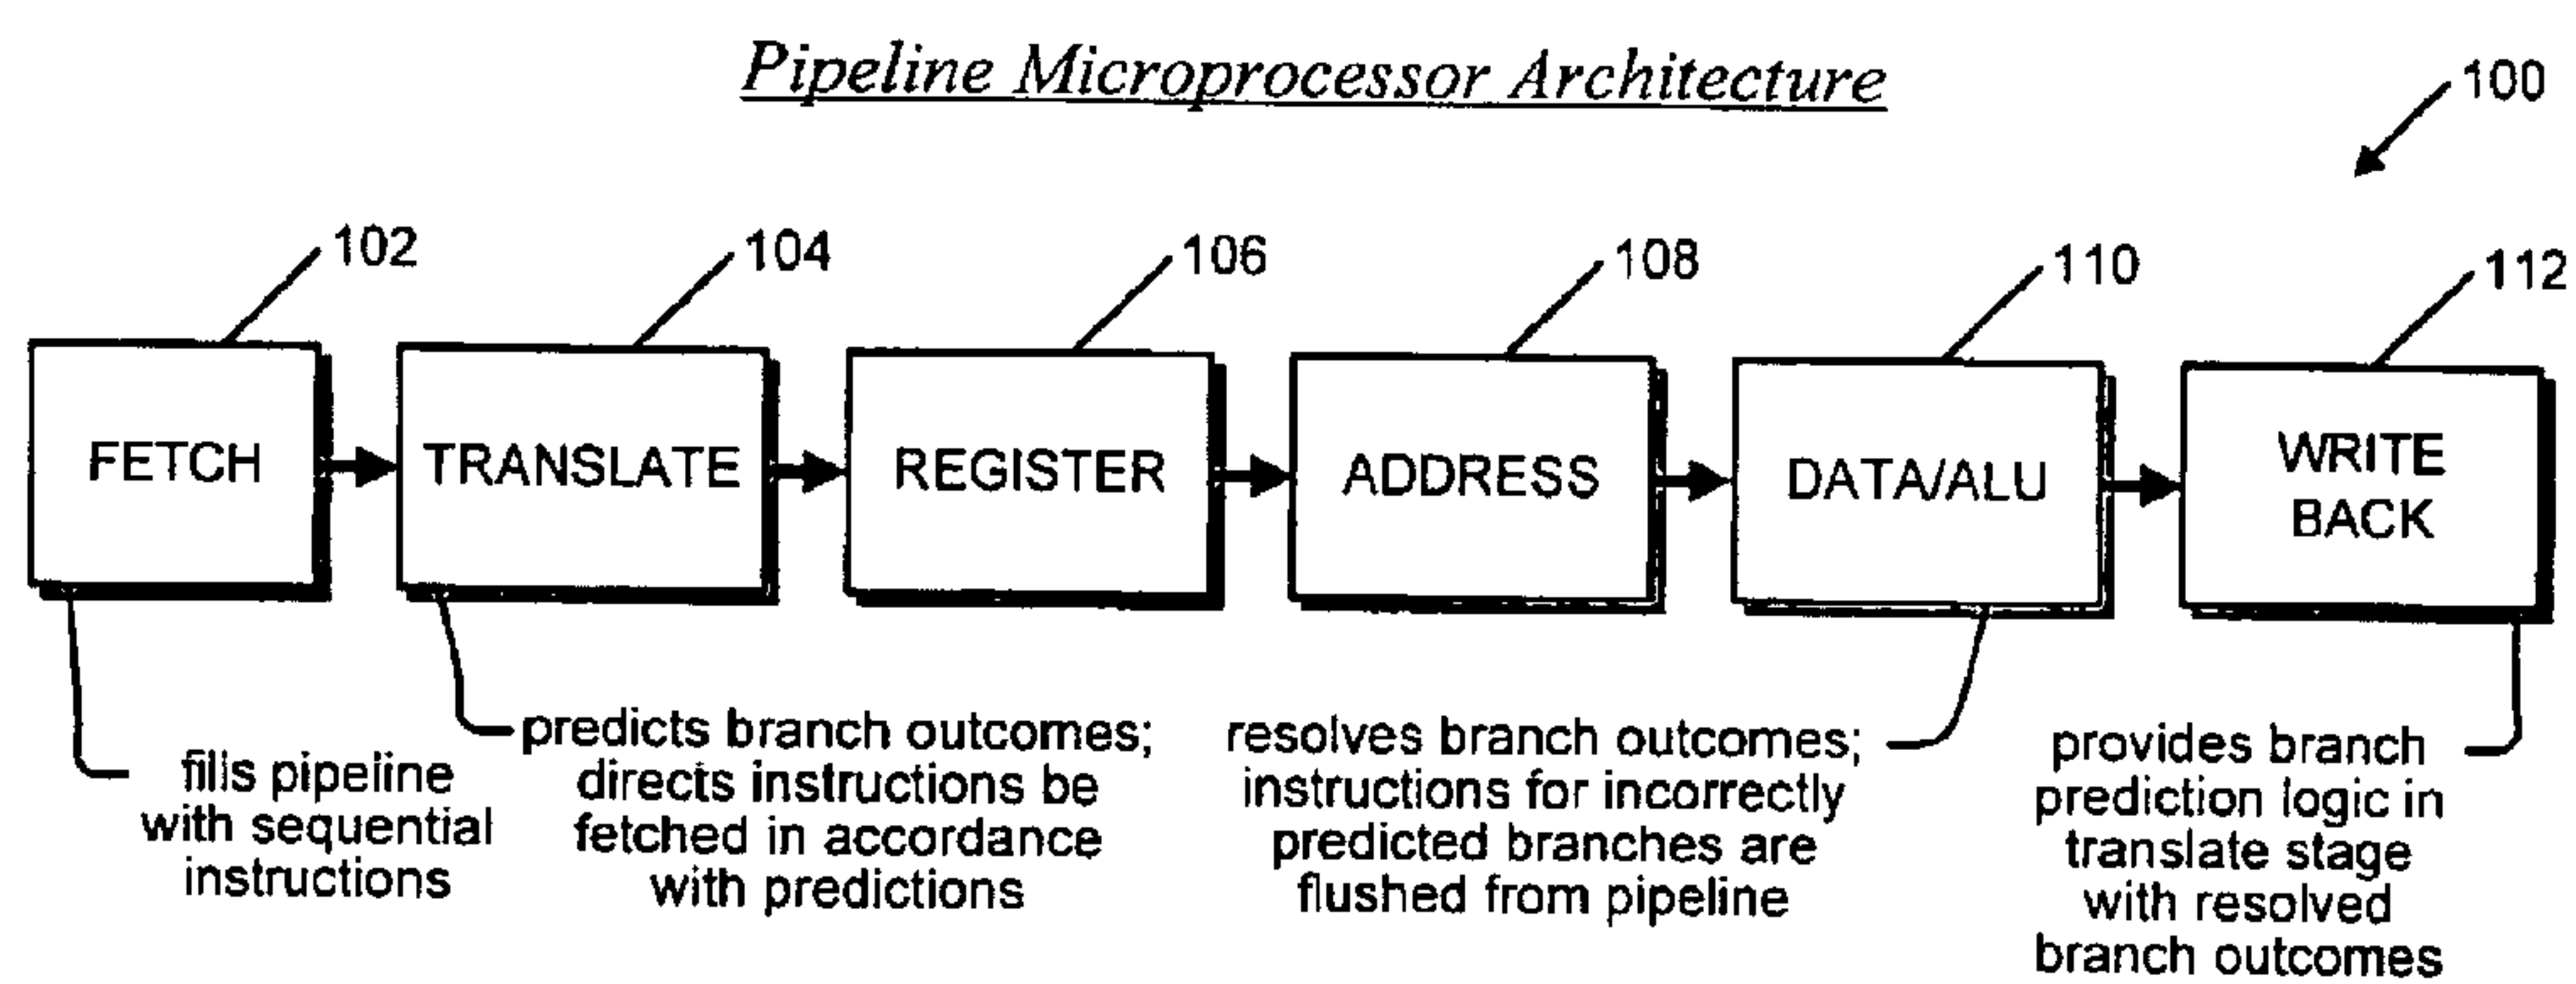 Pipeline Microprocessor Architecture
100
102
104
106
108
110
112
FETCH
TRANSLATE
REGISTER
ADDRESS
DATA/ALU
WRITE
BACK
fills pipeline
with sequential
instructions
predicts branch outcomes;
directs instructions be
fetched in accordance
with predictions
resolves branch outcomes;
instructions for incorrectly
predicted branches are
flushed from pipeline
provides branch
prediction logic in
translate stage
with resolved
branch outcomes